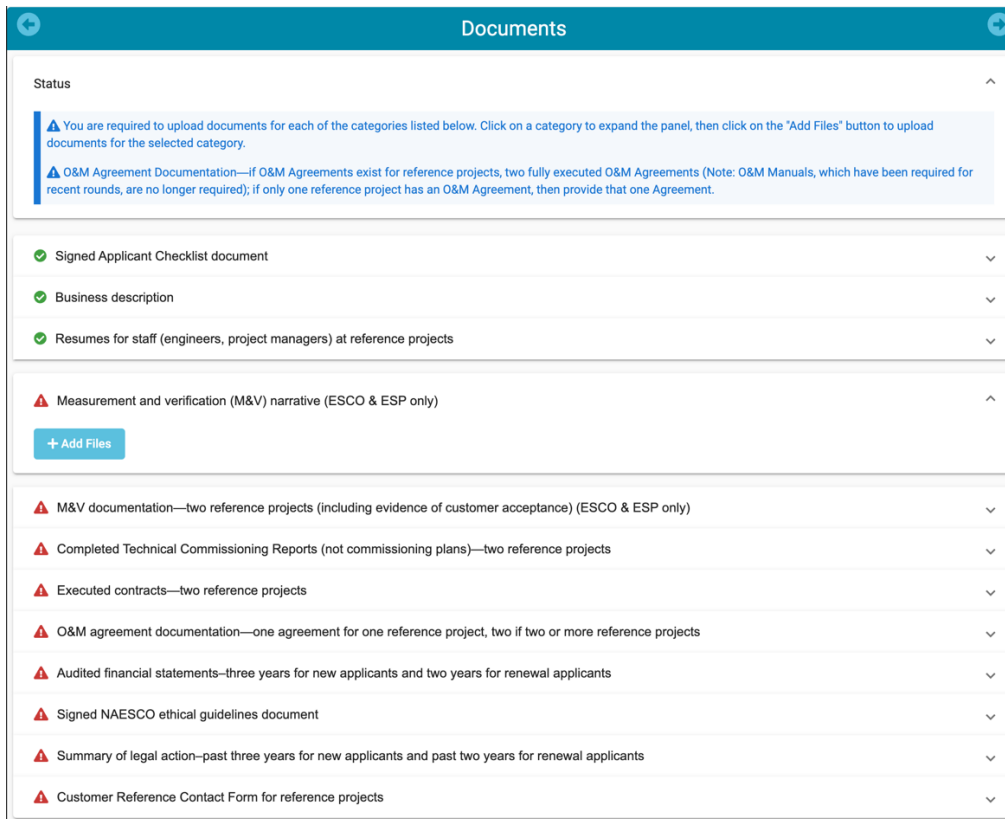 Documents
Status
You are required to upload documents for each of the categories listed below. Click on a category to expand the panel, then click on the "Add Files" button to upload
documents for the selected category.
O&M Agreement Documentation—if O&M Agreements exist for reference projects, two fully executed O&M Agreements (Note: O&M Manuals, which have been required for
recent rounds, are no longer required); if only one reference project has an O&M Agreement, then provide that one Agreement.
Signed Applicant Checklist document
Business description
Resumes for staff (engineers, project managers) at reference projects
Measurement and verification (M&V) narrative (ESCO & ESP only)
+ Add Files
M&V documentation—two reference projects (including evidence of customer acceptance) (ESCO & ESP only)
Completed Technical Commissioning Reports (not commissioning plans)—two reference projects
Executed contracts—two reference projects
O&M agreement documentation—one agreement for one reference project, two if two or more reference projects
Audited financial statements–three years for new applicants and two years for renewal applicants
Signed NAESCO ethical guidelines document
Summary of legal action–past three years for new applicants and past two years for renewal applicants
Customer Reference Contact Form for reference projects